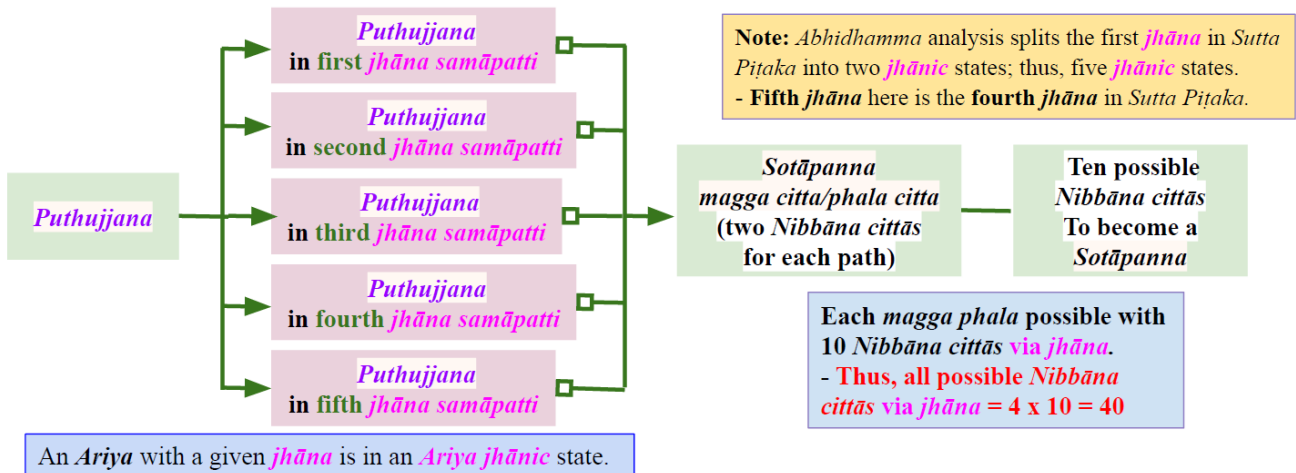 Puthujjana
Puthujjana
in first jhāna samāpatti
Puthujjana
in second jhāna samāpatti
Puthujjana
in third jhāna samāpatti
Puthujjana
in fourth jhāna samāpatti
Puthujjana
in fifth jhāna samāpatti
An Ariya with a given jhāna is in an Ariya jhānic state.
Note: Abhidhamma analysis splits the first jhāna in Sutta
Piṭaka into two jhānic states; thus, five jhānic states.
- Fifth jhāna here is the fourth jhāna in Sutta Piṭaka.
Sotāpanna
magga citta/phala citta
(two Nibbāna cittās
for each path)
Ten possible
Nibbāna cittās
To become a
Sotāpanna
Each magga phala possible with
10 Nibbāna cittās via jhāna.
- Thus, all possible Nibbāna
cittās via jhāna = 4 x 10 = 40